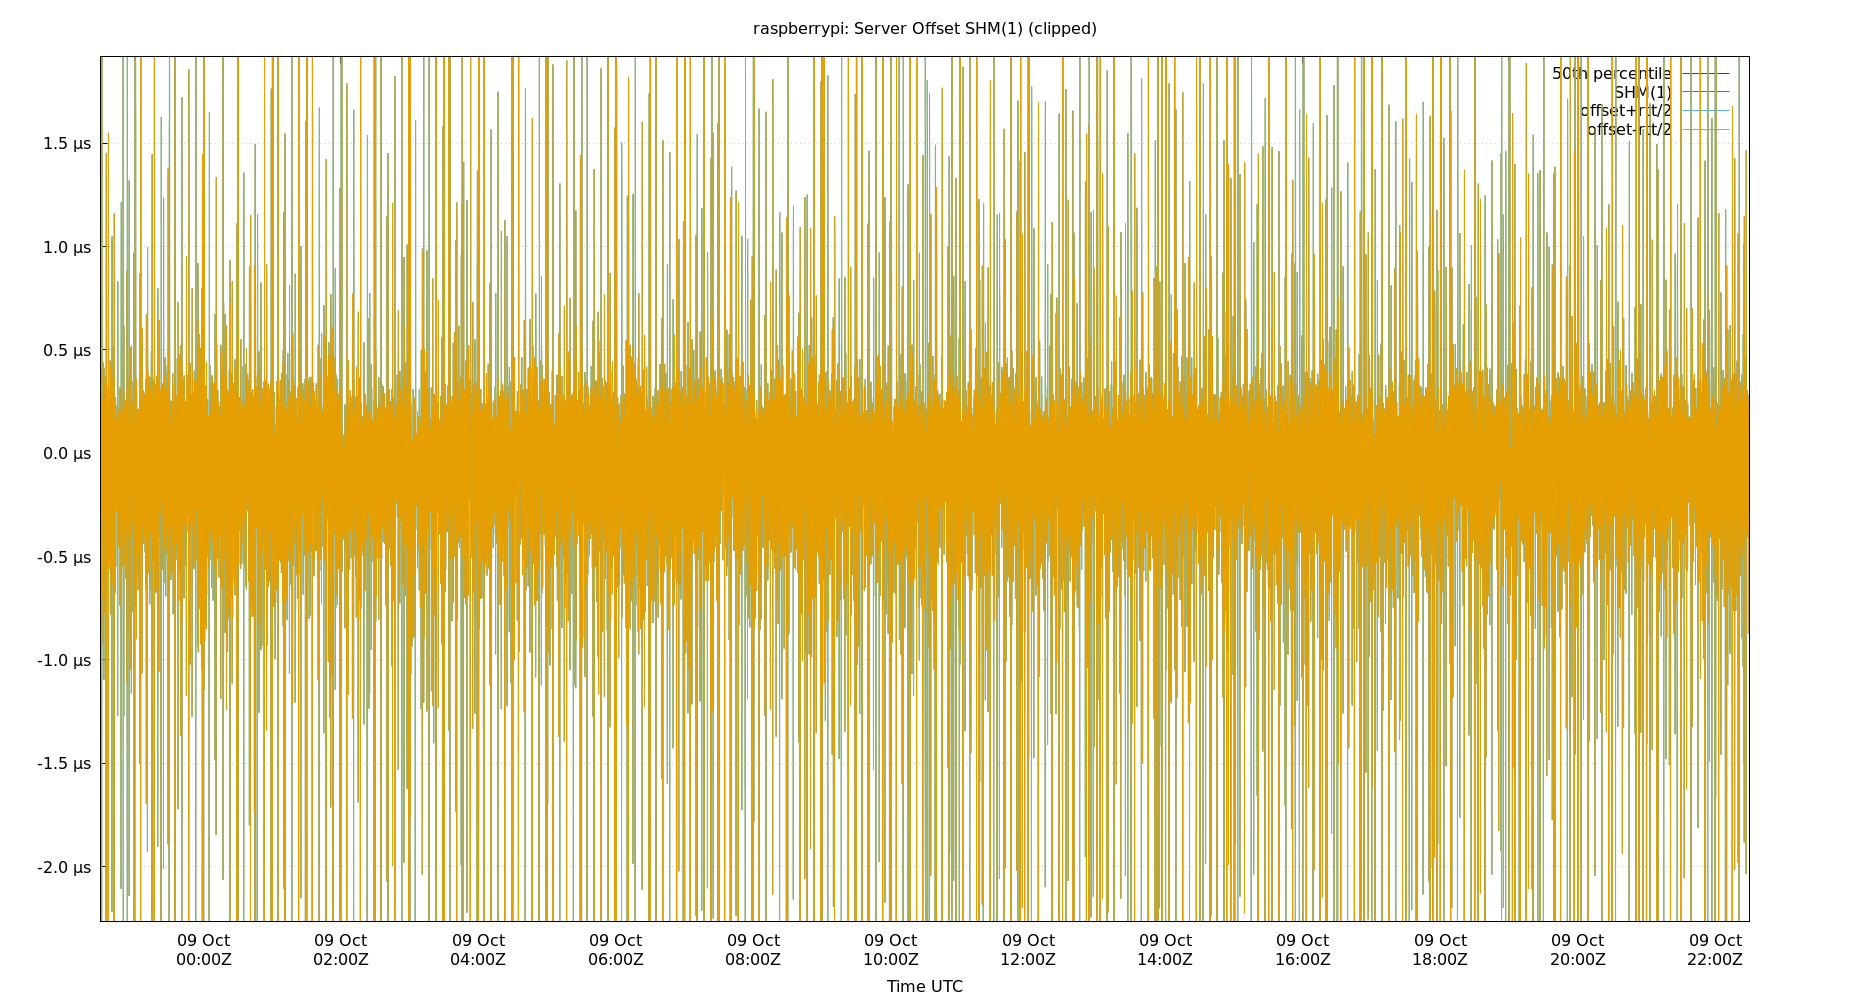 raspberrypi: Server Offset SHM(1) (clipped)
50th percentile
SHM(1)
offset+rtt/2
offset-rtt/2
1.5 µs
1.0 µs
0.5 µs
0.0 µs
-0.5 µs
-1.0 µs
-1.5 µs
-2.0 µs
09 Oct 09 Oct 09 Oct 09 Oct 09 Oct 09 Oct 09 Oct 09 Oct 09 Oct 09 Oct 09 Oct 09 Oct
00:00Z 02:00Z 04:00Z 06:00Z 08:00Z 10:00Z 12:00Z 14:00Z 16:00Z 18:00Z 20:00Z 22:00Z
Time UTC